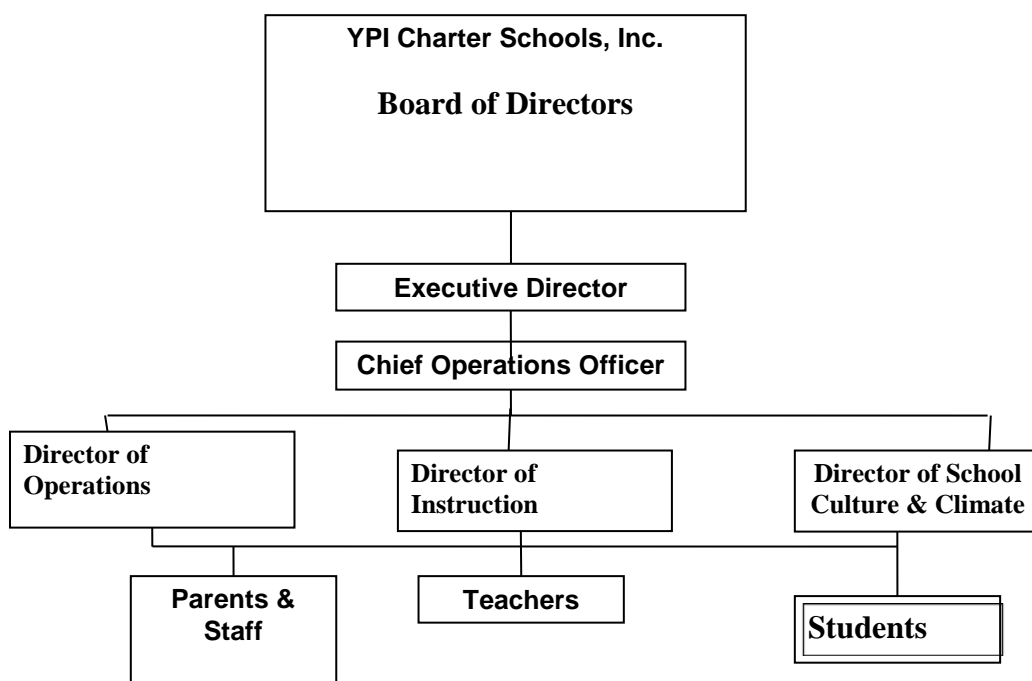 YPI Charter Schools, Inc.
Board of Directors
Executive Director
Chief Operations Officer
Director of
Operations
Director of
Instruction
Director of School
Culture & Climate
Parents &
Staff
Teachers
Students